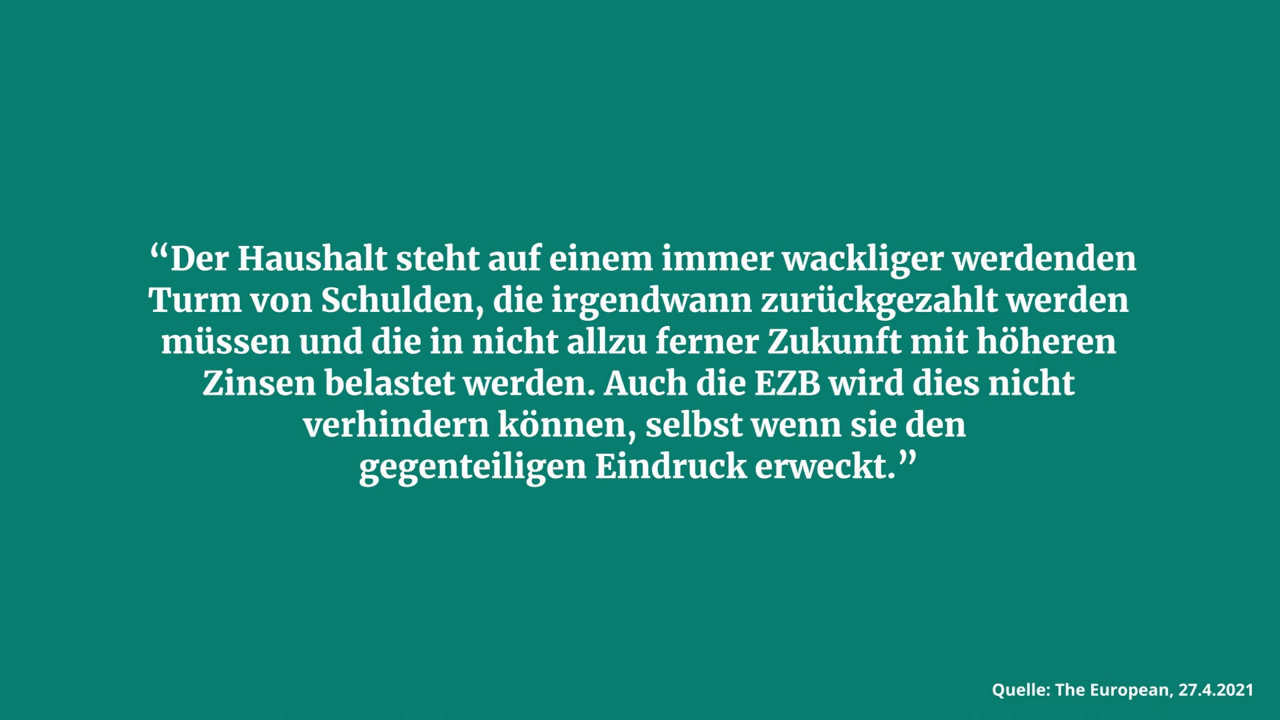 “Der Haushalt steht auf einem immer wackliger werdenden
Turm von Schulden, die irgendwann zurückgezahlt werden
müssen und die in nicht allzu ferner Zukunft mit höheren
Zinsen belastet werden. Auch die EZB wird dies nicht
verhindern können, selbst wenn sie den
gegenteiligen Eindruck erweckt.”
Quelle: The European, 27.4.2021